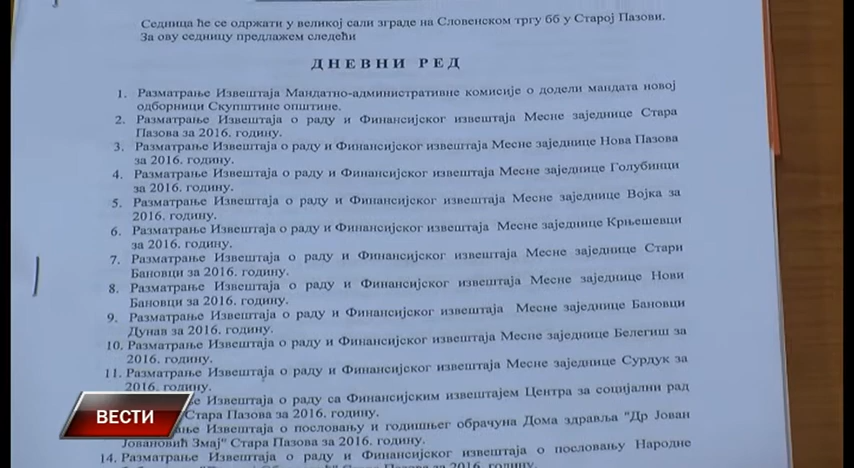 Седница ће се одржати у великој сали зграде на Словенском тргу бб у Старој Пазови.
За ову седницу предлажем следећи
ДНЕВНИ РЕД
1. Разматрање Извештаја Мандатно-административне комисије о додели мандата новој
одборници Скупштине општине.
2. Разматрање Извештаја о раду и Финансијског извештаја Месне заједнице Стара
Пазова за 2016. годину.
3. Разматрање Извештаја о раду и Финансијског извештаја Месне заједнице Нова Пазова
за 2016. годину.
4. Разматрање Извештаја о раду и Финансијског извештаја Месне заједнице Голубинци
за 2016. годину.
5. Разматрање Извештаја о раду и Финансијског извештаја Месне заједнице Војка за
2016. годину.
6. Разматрање Извештаја о раду и Финансијског извештаја Месне заједнице Крњешевци
за 2016. годину.
7. Разматрање Извештаја о раду и Финансијског извештаја Месне заједнице Стари
Бановци за 2016. годину.
8. Разматрање Извештаја о раду и Финансијског извештаја Месне заједнице Нови
Бановци за 2016. годину.
9. Разматрање Извештаја о раду и Финансијског извештаја Месне заједнице Бановци
Дунав за 2016. годину.
10. Разматрање Извештаја о раду и Финансијског извештаја Месне заједнице Белегиш за
2016. годину.
11. Разматрање Извештаја о раду и Финансијског извештаја Месне заједнице Сурдук за
2016. годину.
Извештаја о раду са Финансијским извештајем Центра за социјални рад
Стара Пазова за 2016. годину.
Извештаја о пословању и годишњег обрачуна Дома здравља "Др Јован
Јовановић Змај" Стара Пазова за 2016. годину.
14. Разматрање Извештаја о раду и Финансијског извештаја о пословању Народне
Стара Пазова за 2016. годину.
ВЕСТИ